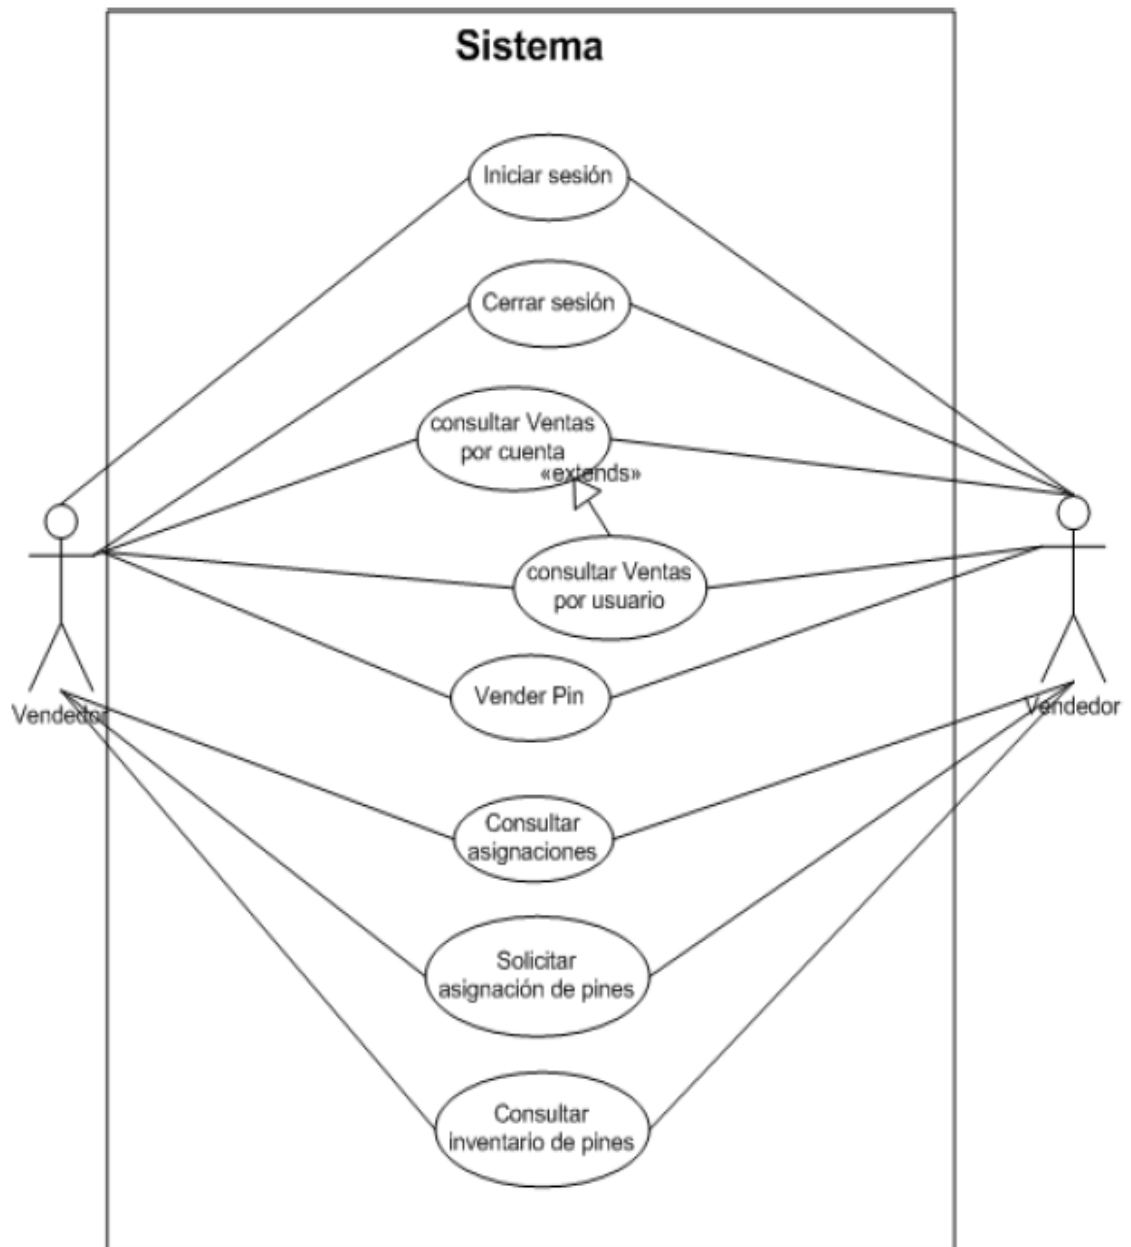 Sistema
Iniciar sesión
Cerrar sesión
consultar Ventas
por cuenta
«extends»
consultar Ventas
por usuario
Vender Pin
Vendedor
Vendedor
Consultar
asignaciones
Solicitar
asignación de pines
Consultar
inventario de pines